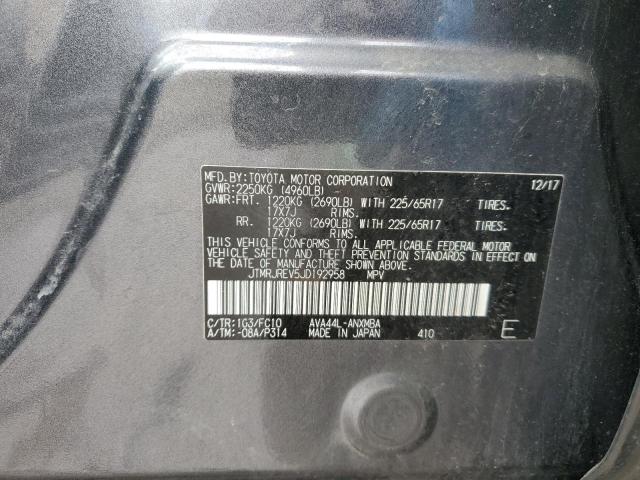 MFD.BY:TOYOTA MOTOR CORPORATION 12/17
GVWR:2250KG (4960LB)
GAWR:FRT. 1220KG (2690LB) WITH 225/65R17 TIRES.
17X7J RIMS.
RR. 1220KG (2690LB) WITH 225/65R17 TIRES.
17X7J RIMS.
THIS VEHICLE CONFORMS TO ALL APPLICABLE FEDERAL MOTOR
VEHICLE SAFETY AND THEFT PREVENTION STANDARDS IN EFFECT ON
THE DATE OF MANUFACTURE SHOWN ABOVE.
JTMRJREV5JD192958 MPV
C/TR:1G3/FC10 AVA44L-ANXMBA
A/TM:-08A/P314 MADE IN JAPAN 410 E